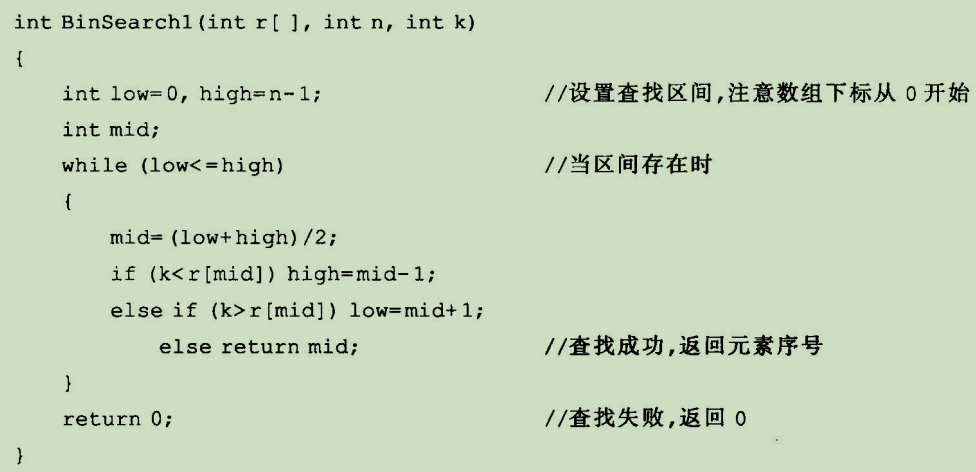 int BinSearch1(int r[ ], int n, int k)
{
    int low=0, high=n-1;                    //设置查找区间,注意数组下标从 0 开始
    int mid;
    while (low<=high)                       //当区间存在时
    {
        mid=(low+high)/2;
        if (k<r[mid]) high=mid-1;
        else if (k>r[mid]) low=mid+1;
            else return mid;                //查找成功,返回元素序号
    }
    return 0;                               //查找失败,返回 0
}